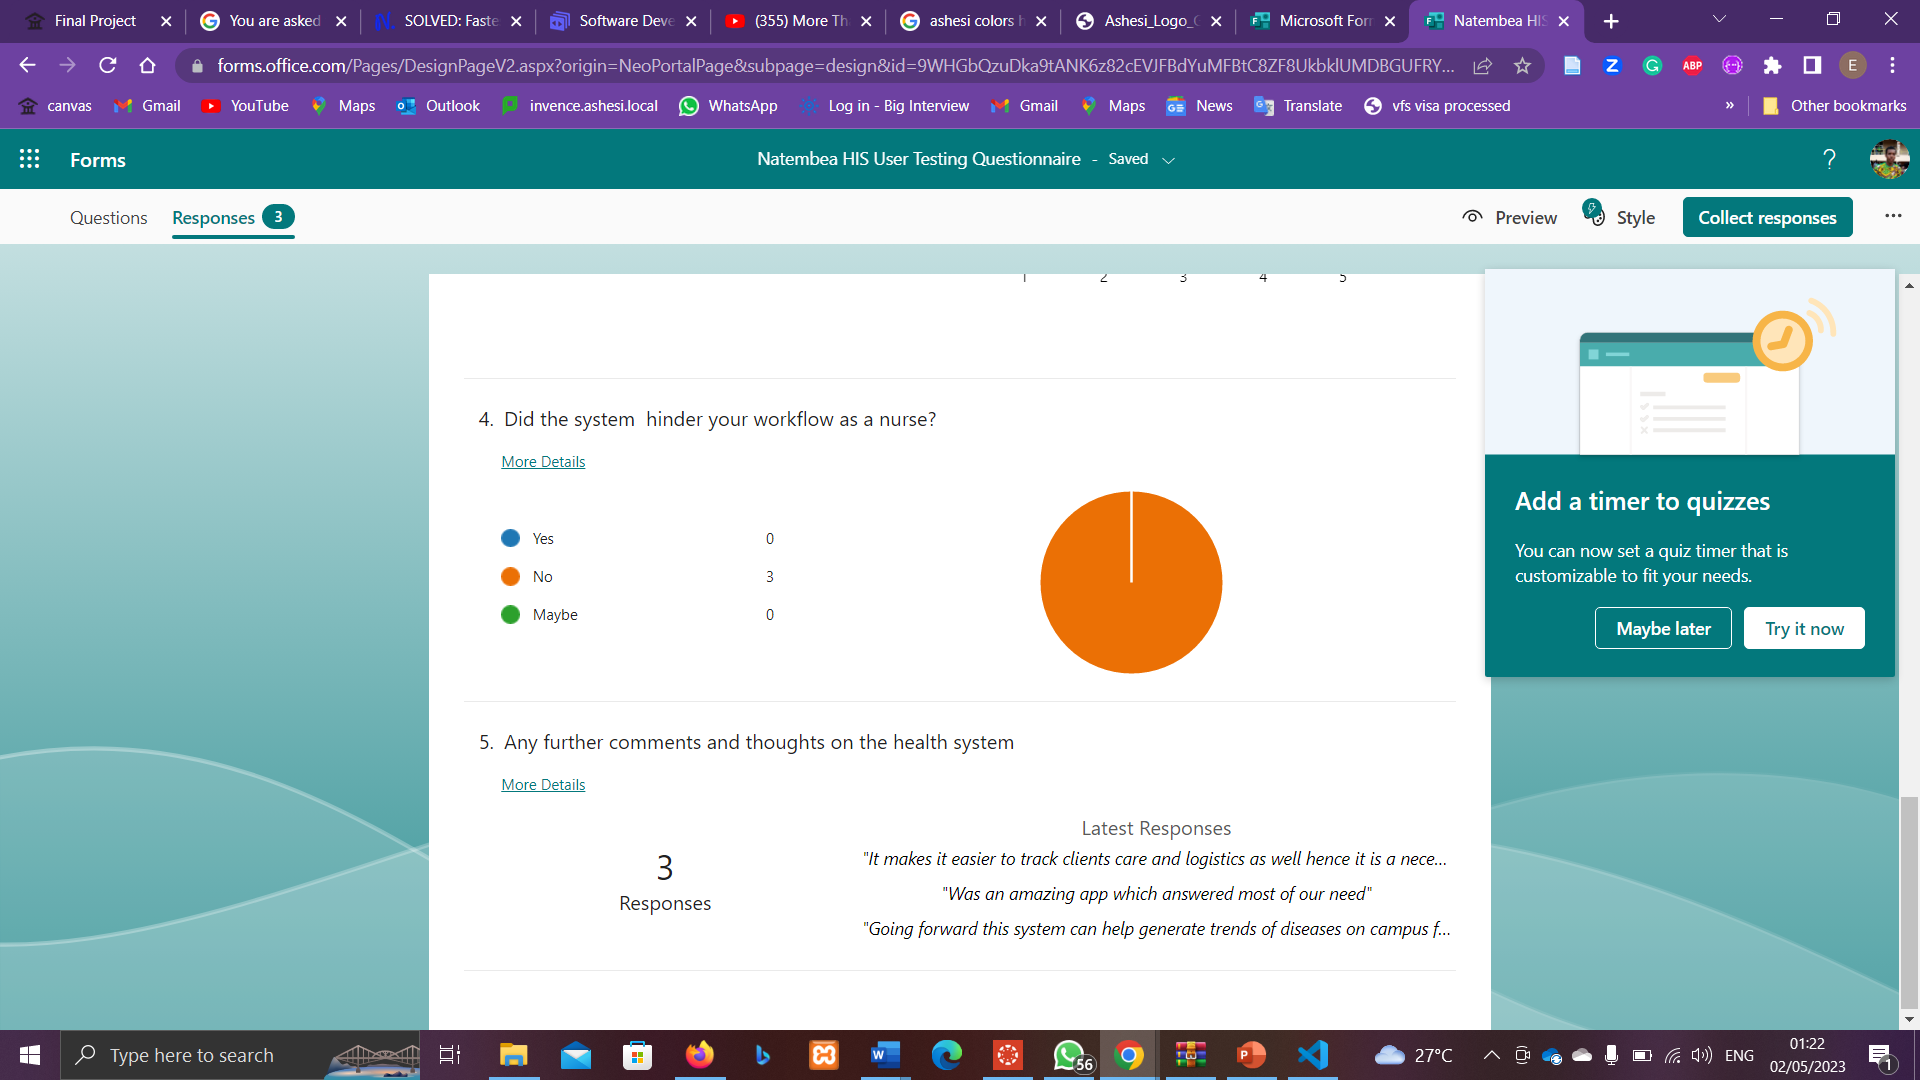 Final Project
You are asked
SOLVED: Faste
Software Deve
(355) More Th
ashesi colors h
Ashesi_Logo_
Microsoft For
Natembea HIS
forms.office.com/Pages/DesignPageV2.aspx?origin=NeoPortalPage&subpage=design&id=9WHGbQzuDka9tANK6z82cEVJFBdYuMFBtC8ZF8UkbklUMDBGUFRY...
ABP
E
canvas
Gmail
YouTube
Maps
Outlook
invence.ashesi.local
WhatsApp
Log in - Big Interview
Gmail
Maps
News
Translate
vfs visa processed
»
Other bookmarks
Forms
Natembea HIS User Testing Questionnaire - Saved
?
Questions
Responses 3
Preview
Style
Collect responses
1 2 3 4 5
4. Did the system  hinder your workflow as a nurse?
More Details
Yes 0
No 3
Maybe 0
Add a timer to quizzes
You can now set a quiz timer that is
customizable to fit your needs.
Maybe later
Try it now
5. Any further comments and thoughts on the health system
More Details
3
Responses
Latest Responses
"It makes it easier to track clients care and logistics as well hence it is a nece...
"Was an amazing app which answered most of our need"
"Going forward this system can help generate trends of diseases on campus f...
Type here to search
56
27°C
ENG
01:22
02/05/2023
1